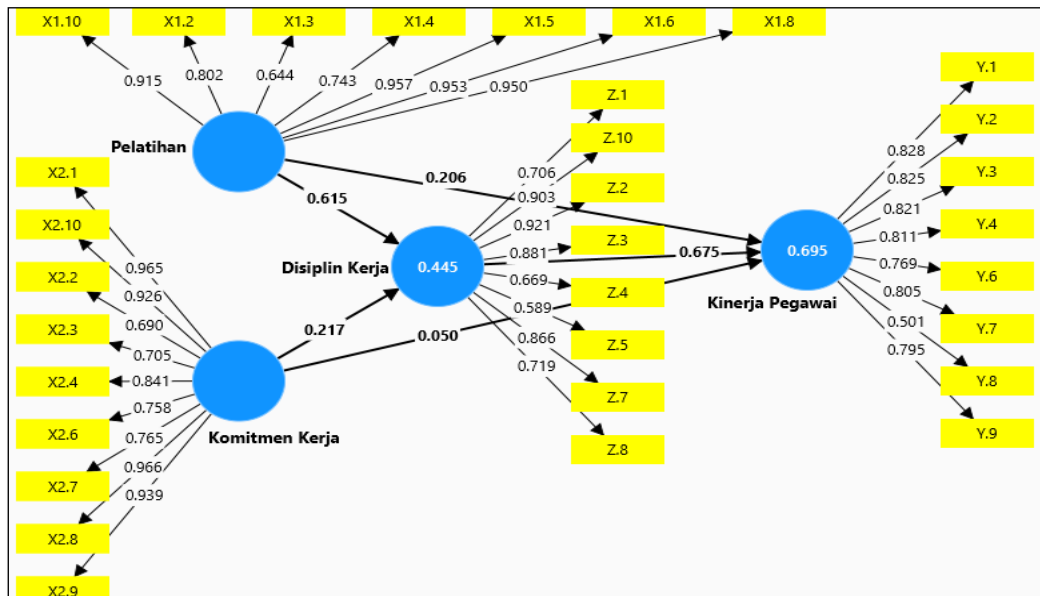 X1.10
X1.2
X1.3
X1.4
X1.5
X1.6
X1.8
0.915
0.802
0.644
0.743
0.957
0.953
0.950
Pelatihan
X2.1
X2.10
X2.2
X2.3
X2.4
X2.6
X2.7
X2.8
X2.9
0.965
0.926
0.690
0.705
0.841
0.758
0.765
0.966
0.939
Komitmen Kerja
0.615
0.217
0.206
0.675
0.050
Disiplin Kerja
0.445
Z.1
Z.10
Z.2
Z.3
Z.4
Z.5
Z.7
Z.8
0.706
0.903
0.921
0.881
0.669
0.589
0.866
0.719
0.695
Kinerja Pegawai
Y.1
Y.2
Y.3
Y.4
Y.6
Y.7
Y.8
Y.9
0.828
0.825
0.821
0.811
0.769
0.805
0.501
0.795